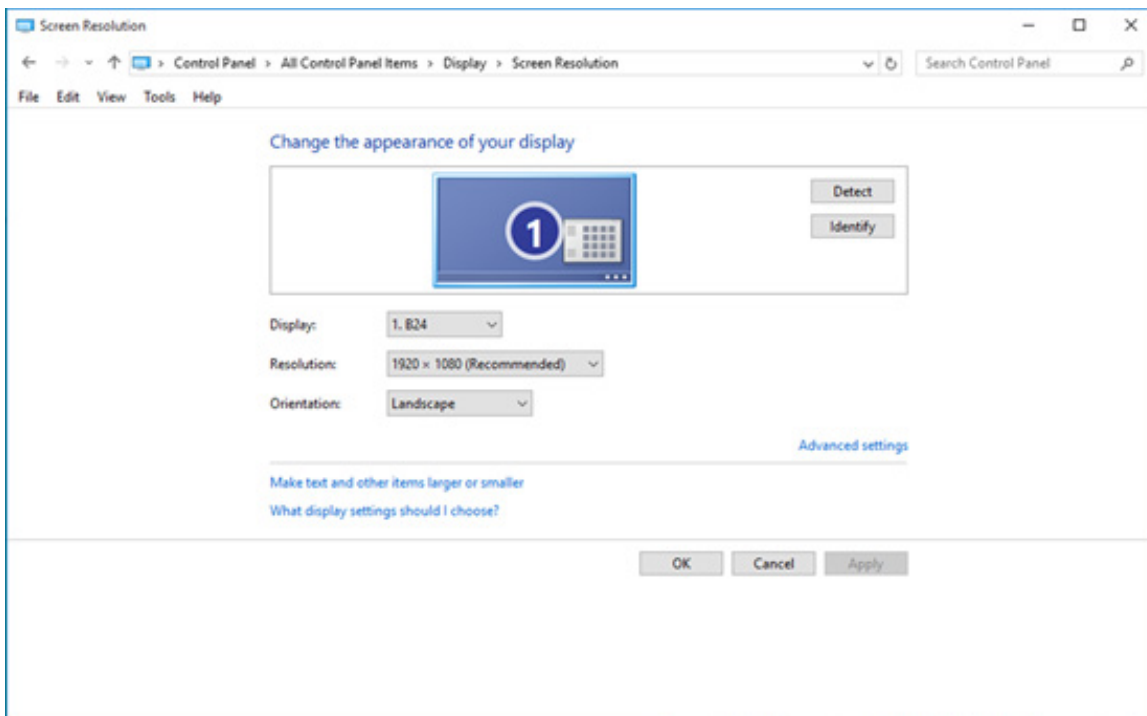 Screen Resolution
Control Panel > All Control Panel Items > Display > Screen Resolution
Search Control Panel
File Edit View Tools Help
Change the appearance of your display
1
Detect
Identify
Display: 1. B24
Resolution: 1920 × 1080 (Recommended)
Orientation: Landscape
Advanced settings
Make text and other items larger or smaller
What display settings should I choose?
OK Cancel Apply